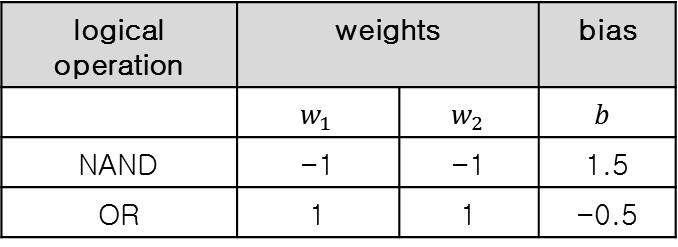 logical operation weights bias
w₁ w₂ b
NAND -1 -1 1.5
OR 1 1 -0.5